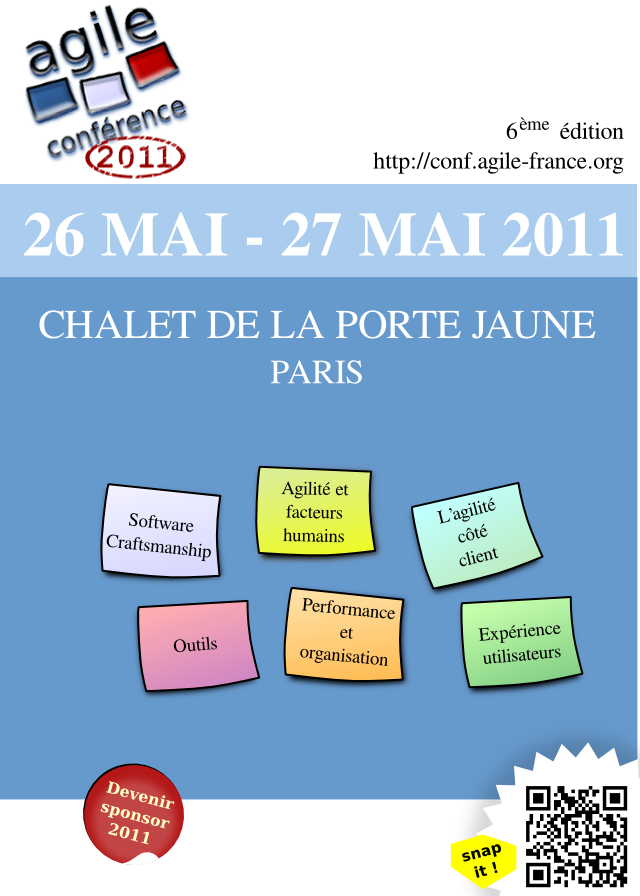 agile
conférence
2011
6ème édition
http://conf.agile-france.org
26 MAI - 27 MAI 2011
CHALET DE LA PORTE JAUNE
PARIS
Software
Craftsmanship
Agilité et
facteurs
humains
L'agilité
côté
client
Outils
Performance
et
organisation
Expérience
utilisateurs
Devenir
sponsor
2011
snap
it !